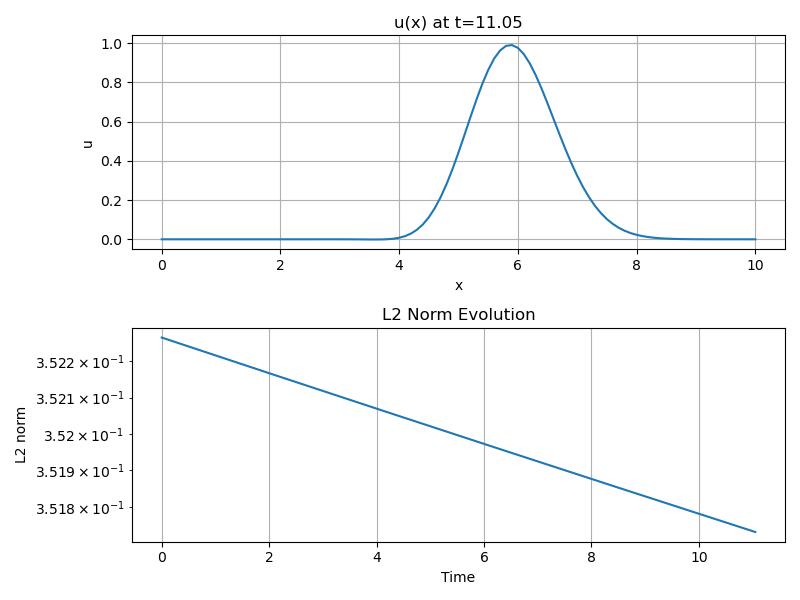 u(x) at t=11.05
1.0
0.8
0.6
0.4
0.2
0.0
u
0 2 4 6 8 10
x
L2 Norm Evolution
3.522 × 10⁻¹
3.521 × 10⁻¹
3.52 × 10⁻¹
3.519 × 10⁻¹
3.518 × 10⁻¹
L2 norm
0 2 4 6 8 10
Time